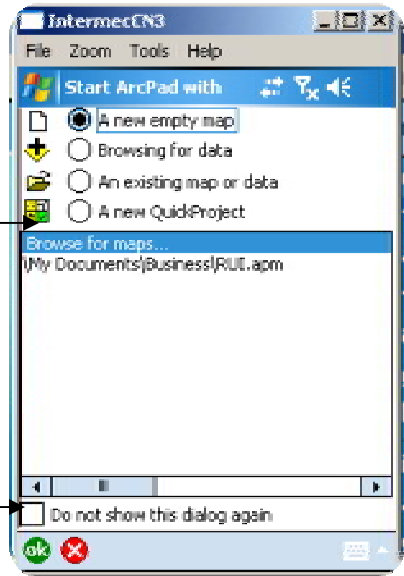 IntermecCN3
File Zoom Tools Help
Start ArcPad with
A new empty map
Browsing for data
An existing map or data
A new QuickProject
Browse for maps...
\My Documents\Business\RUI.apm
Do not show this dialog again
ok